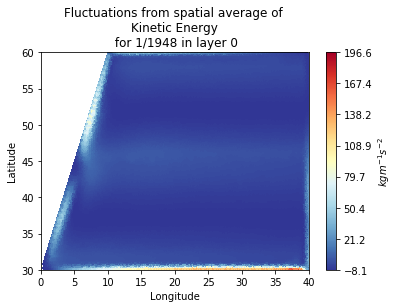 Fluctuations from spatial average of
Kinetic Energy
for 1/1948 in layer 0
60
55
50
45
40
35
30
Latitude
0 5 10 15 20 25 30 35 40
Longitude
196.6
167.4
138.2
108.9
79.7
50.4
21.2
−8.1
kgm⁻¹s⁻²